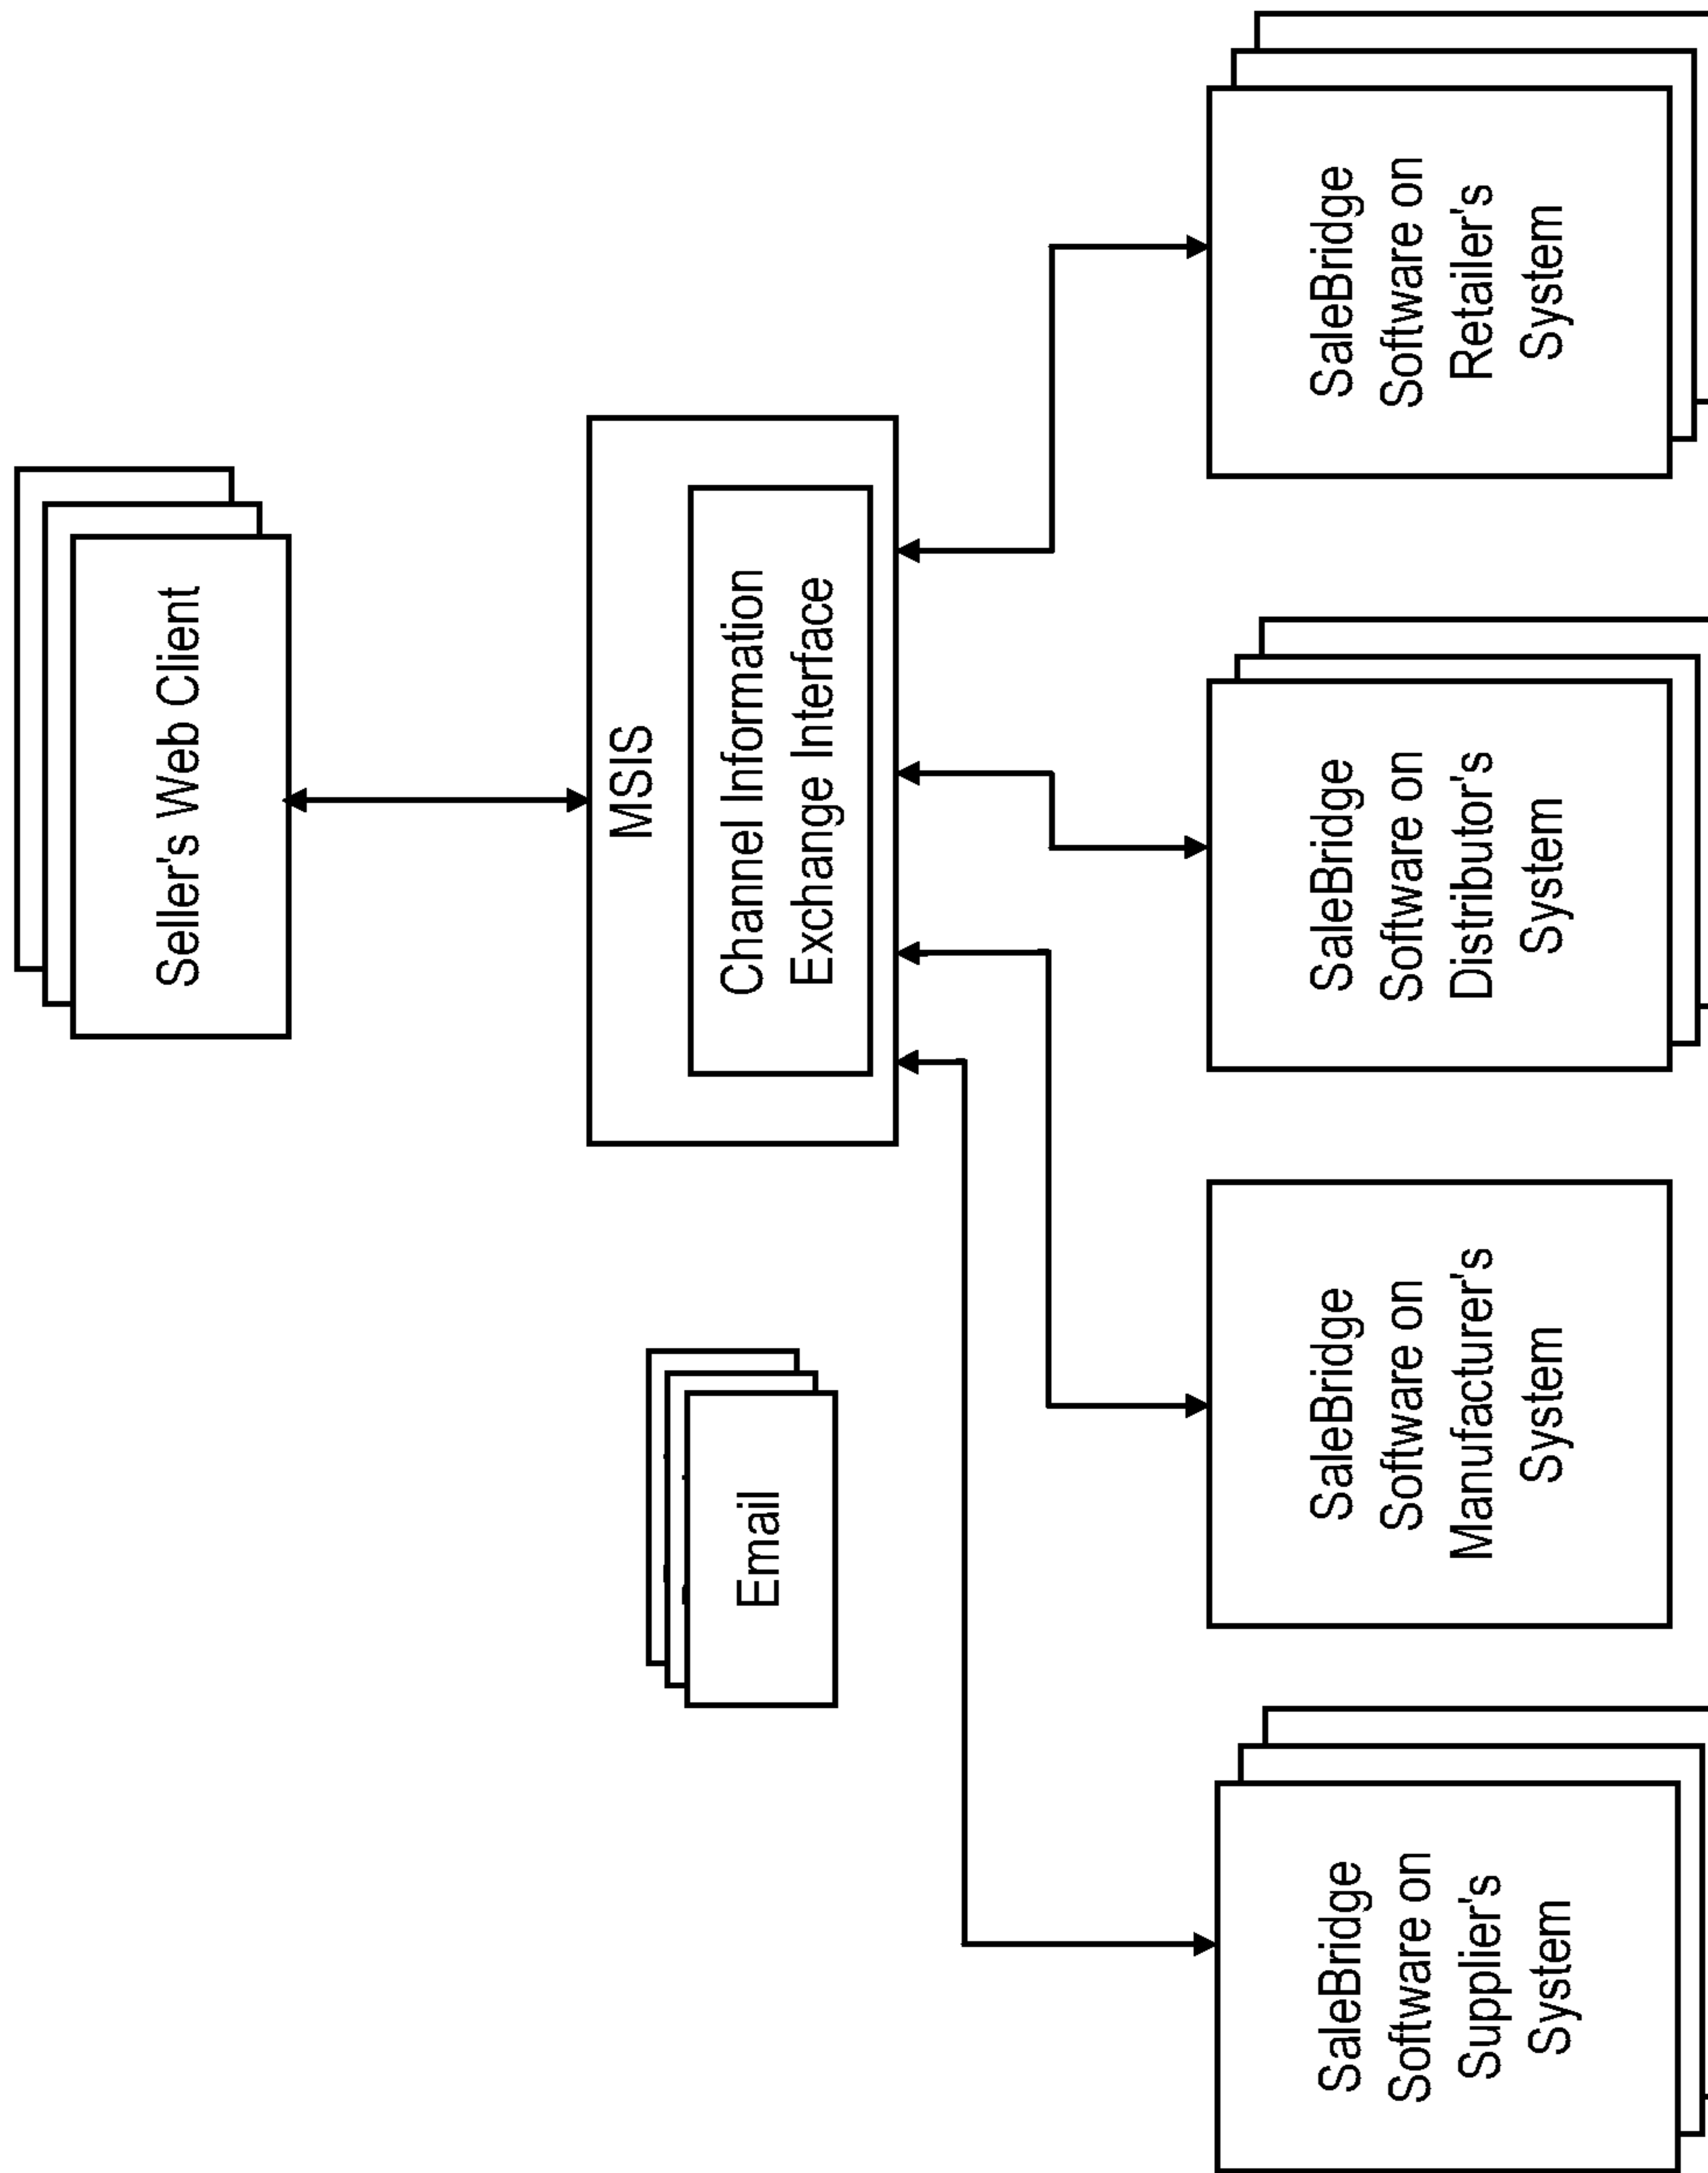 Seller's Web Client
MSIS
Channel Information
Exchange Interface
Email
SaleBridge
Software on
Supplier's
System
SaleBridge
Software on
Manufacturer's
System
SaleBridge
Software on
Distributor's
System
SaleBridge
Software on
Retailer's
System